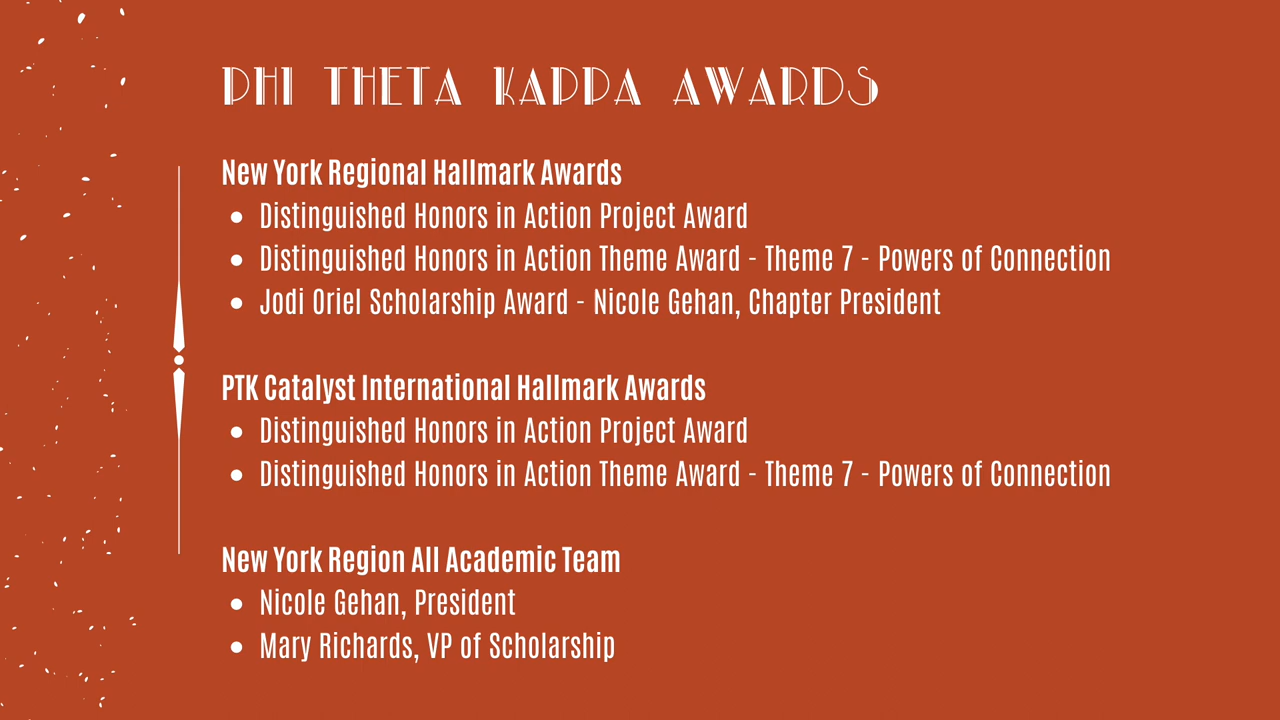 PHI THETA KAPPA AWARDS
New York Regional Hallmark Awards
• Distinguished Honors in Action Project Award
• Distinguished Honors in Action Theme Award - Theme 7 - Powers of Connection
• Jodi Oriel Scholarship Award - Nicole Gehan, Chapter President
PTK Catalyst International Hallmark Awards
• Distinguished Honors in Action Project Award
• Distinguished Honors in Action Theme Award - Theme 7 - Powers of Connection
New York Region All Academic Team
• Nicole Gehan, President
• Mary Richards, VP of Scholarship